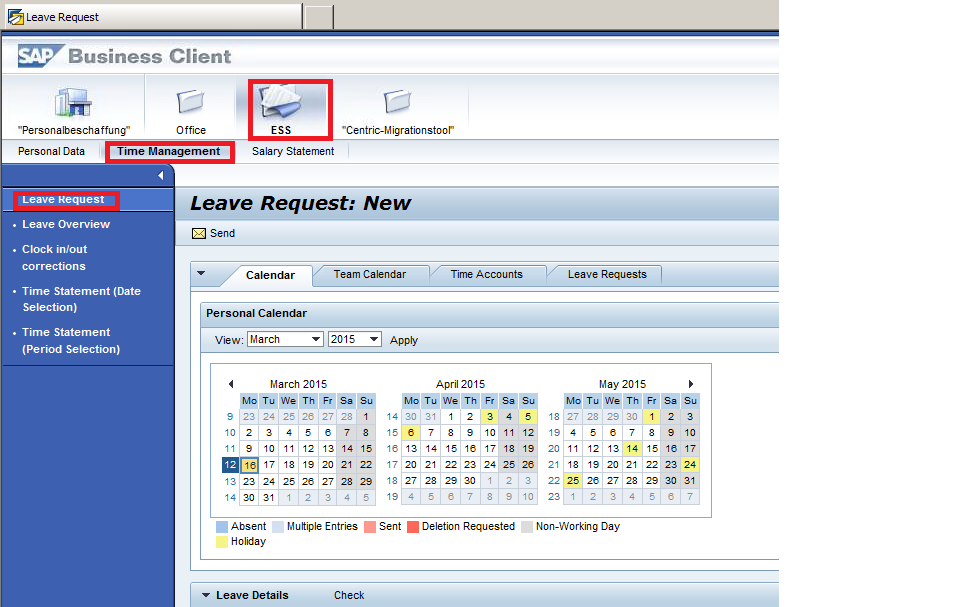 Leave Request
SAP Business Client
"Personalbeschaffung" Office ESS "Centric-Migrationstool"
Personal Data Time Management Salary Statement
Leave Request
Leave Overview
Clock in/out
corrections
Time Statement (Date
Selection)
Time Statement
(Period Selection)
Leave Request: New
Send
Calendar Team Calendar Time Accounts Leave Requests
Personal Calendar
View: March 2015 Apply
March 2015 April 2015 May 2015
Mo Tu We Th Fr Sa Su Mo Tu We Th Fr Sa Su Mo Tu We Th Fr Sa Su
9 23 24 25 26 27 28 1 14 30 31 1 2 3 4 5 18 27 28 29 30 1 2 3
10 2 3 4 5 6 7 8 15 6 7 8 9 10 11 12 19 4 5 6 7 8 9 10
11 9 10 11 12 13 14 15 16 13 14 15 16 17 18 19 20 11 12 13 14 15 16 17
12 16 17 18 19 20 21 22 17 20 21 22 23 24 25 26 21 18 19 20 21 22 23 24
13 23 24 25 26 27 28 29 18 27 28 29 30 1 2 3 22 25 26 27 28 29 30 31
14 30 31 1 2 3 4 5 19 4 5 6 7 8 9 10 23 1 2 3 4 5 6 7
Absent Multiple Entries Sent Deletion Requested Non-Working Day
Holiday
Leave Details Check